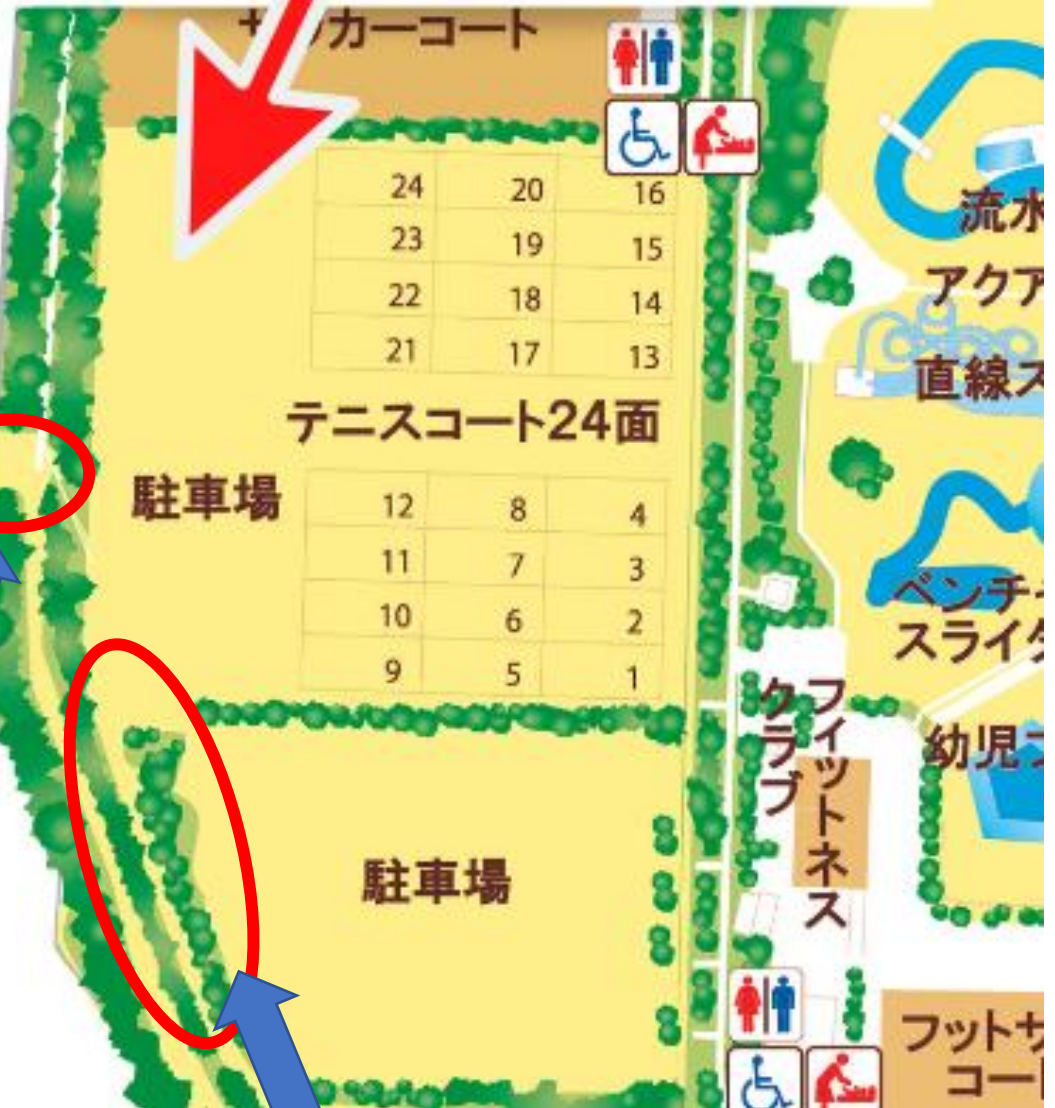 カーコート
24 20 16
23 19 15
22 18 14
21 17 13
テニスコート24面
駐車場
12 8 4
11 7 3
10 6 2
9 5 1
駐車場
流水
アクア
直線ス
ベンチ
スライダ
幼児プ
フィットネス
クラブ
フットサ
コー